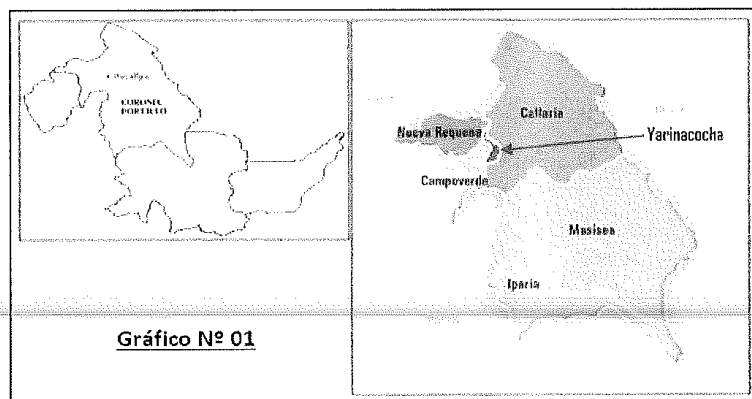 Pucallpa
CORONEL
PORTILLO
Callaria
Nueva Requena
Yarinacocha
Campoverde
Masisea
Iparia
Gráfico Nº 01